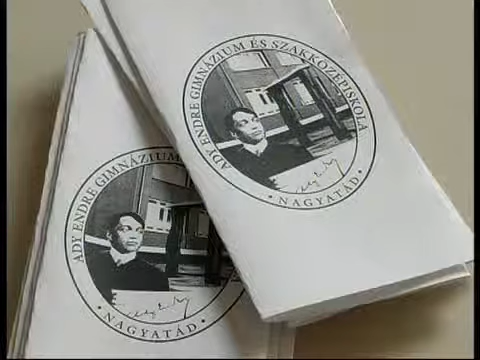 ADY ENDRE GIMNÁZIUM ÉS SZAKKÖZÉPISKOLA
• NAGYATÁD •
ADY ENDRE GIMNÁZIUM
• NAGYATÁD •